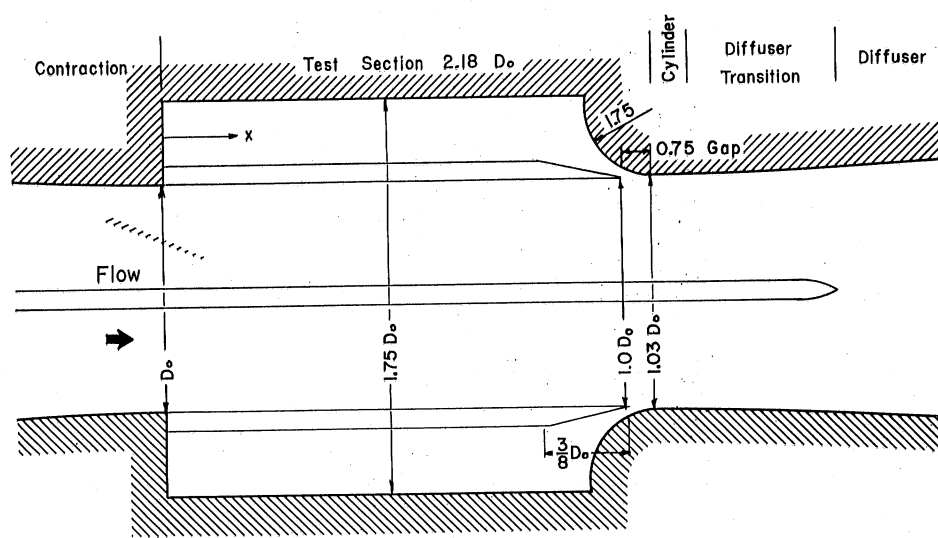 Contraction
Test Section 2.18 D₀
Cylinder
Diffuser
Transition
Diffuser
1.75
x
0.75 Gap
Flow
D₀
1.75 D₀
1.0 D₀
1.03 D₀
3/8 D₀